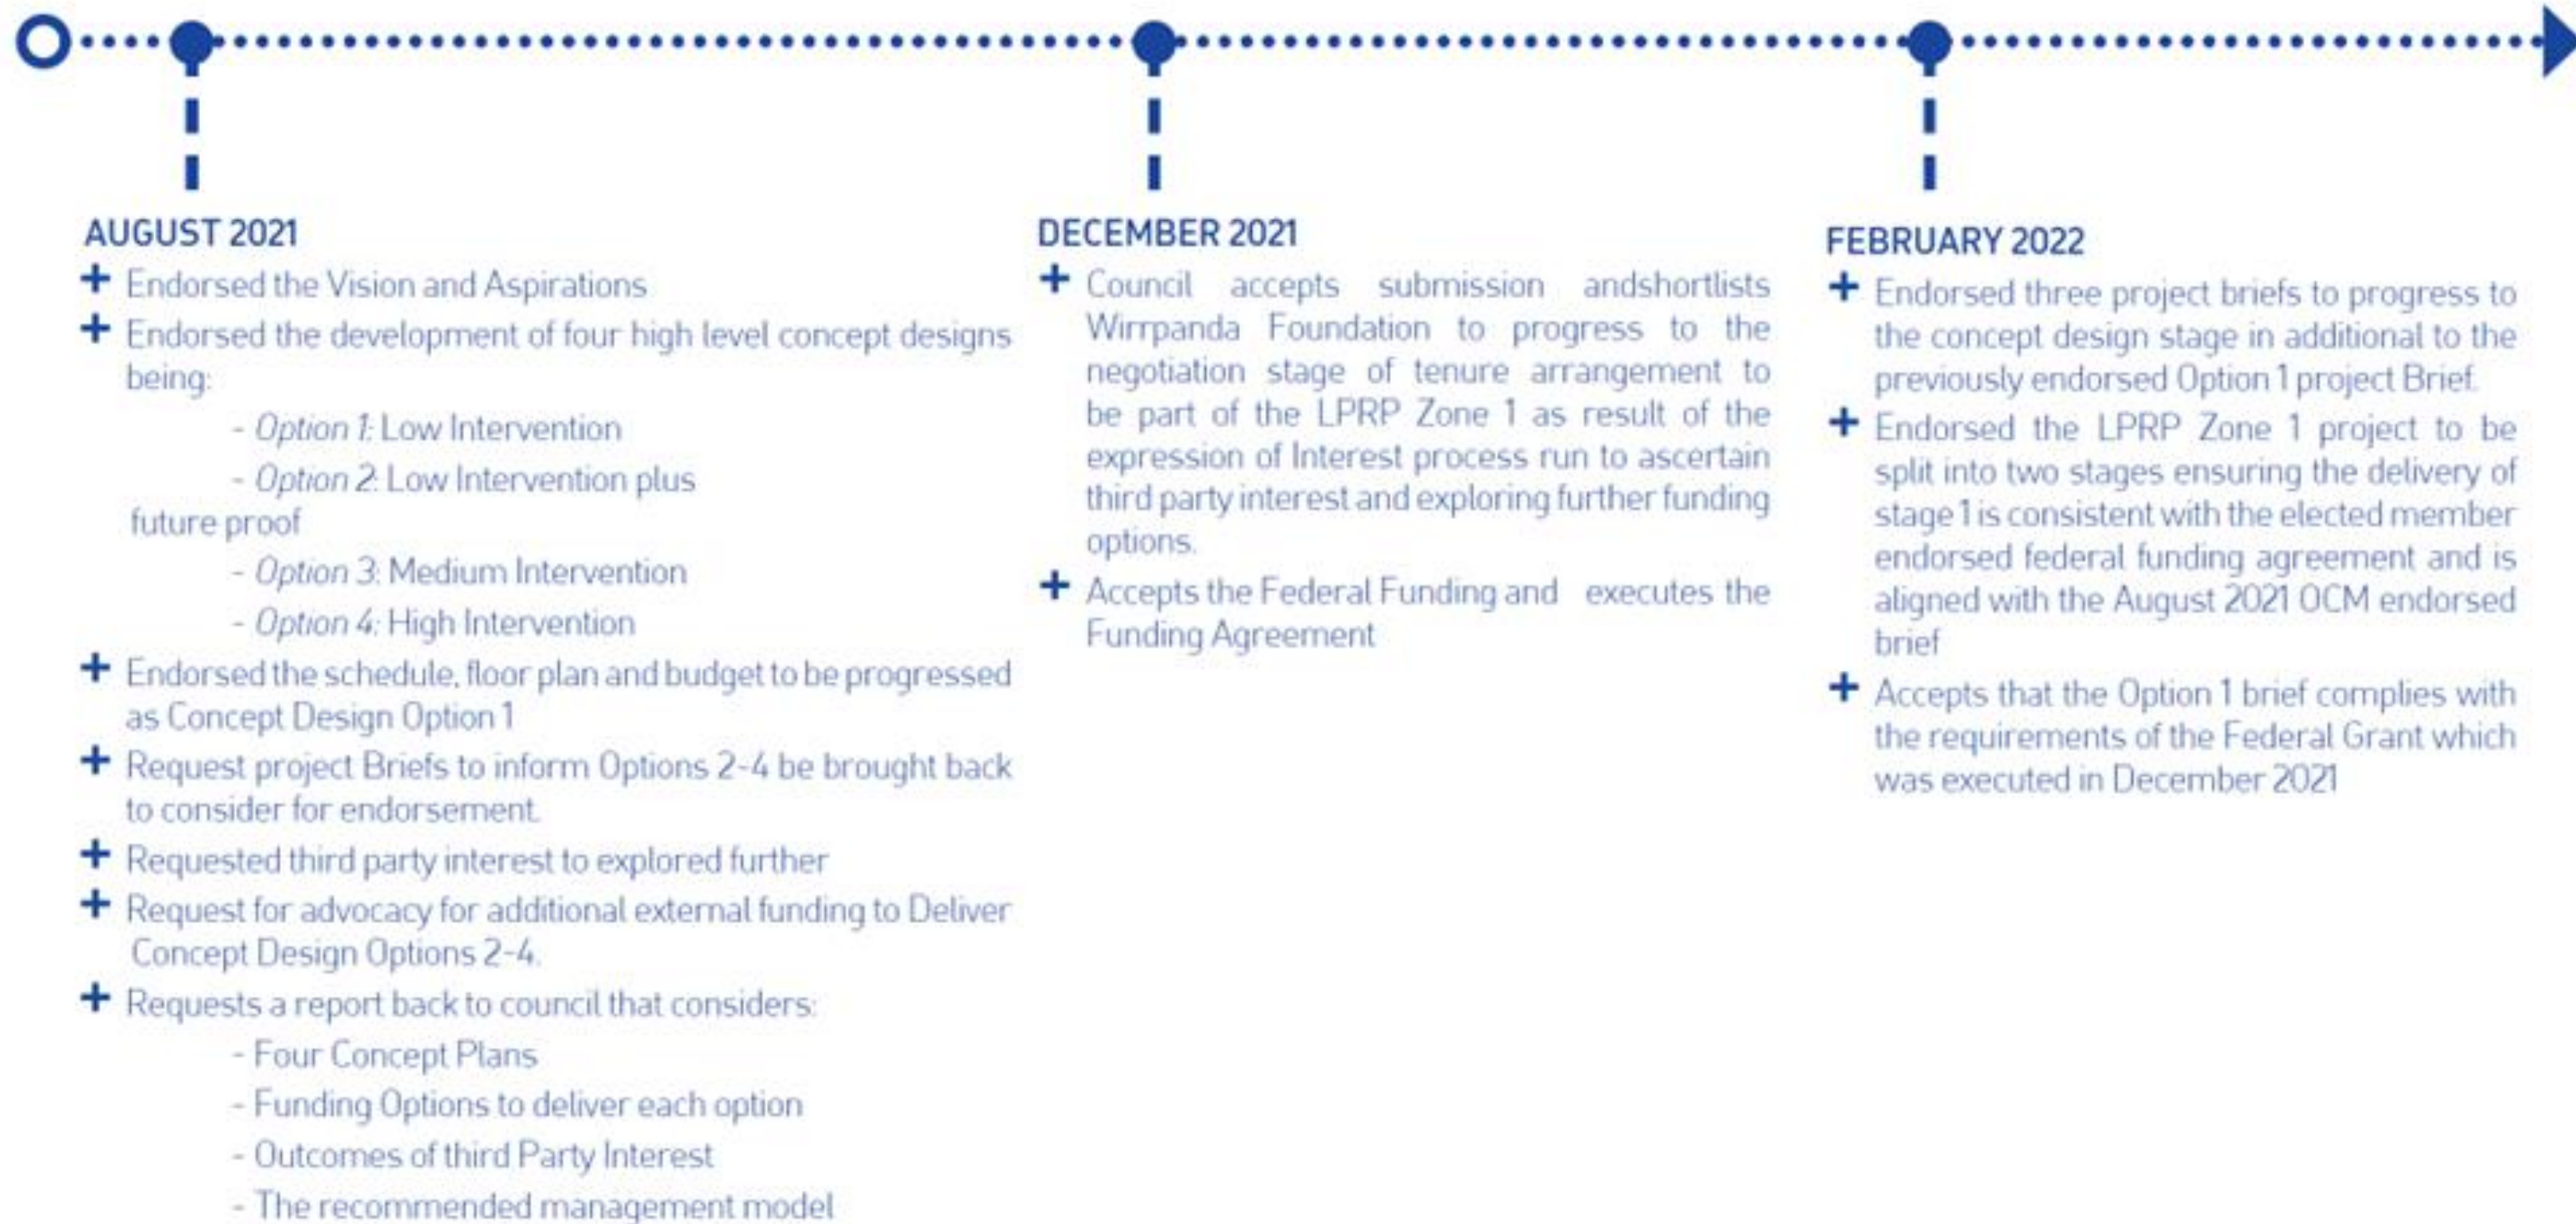 AUGUST 2021
+ Endorsed the Vision and Aspirations
+ Endorsed the development of four high level concept designs
being:
- Option 1: Low Intervention
- Option 2: Low Intervention plus
future proof
- Option 3: Medium Intervention
- Option 4: High Intervention
+ Endorsed the schedule, floor plan and budget to be progressed
as Concept Design Option 1
+ Request project Briefs to inform Options 2-4 be brought back
to consider for endorsement.
+ Requested third party interest to explored further
+ Request for advocacy for additional external funding to Deliver
Concept Design Options 2-4.
+ Requests a report back to council that considers:
- Four Concept Plans
- Funding Options to deliver each option
- Outcomes of third Party Interest
- The recommended management model
DECEMBER 2021
+ Council accepts submission andshortlists
Wirrpanda Foundation to progress to the
negotiation stage of tenure arrangement to
be part of the LPRP Zone 1 as result of the
expression of Interest process run to ascertain
third party interest and exploring further funding
options.
+ Accepts the Federal Funding and executes the
Funding Agreement
FEBRUARY 2022
+ Endorsed three project briefs to progress to
the concept design stage in additional to the
previously endorsed Option 1 project Brief.
+ Endorsed the LPRP Zone 1 project to be
split into two stages ensuring the delivery of
stage 1 is consistent with the elected member
endorsed federal funding agreement and is
aligned with the August 2021 OCM endorsed
brief
+ Accepts that the Option 1 brief complies with
the requirements of the Federal Grant which
was executed in December 2021